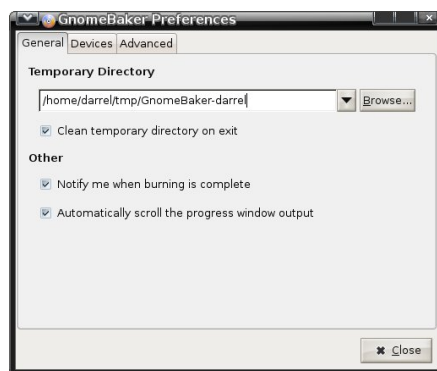 GnomeBaker Preferences
General Devices Advanced
Temporary Directory
/home/darrel/tmp/GnomeBaker-darrel
Browse...
Clean temporary directory on exit
Other
Notify me when burning is complete
Automatically scroll the progress window output
Close